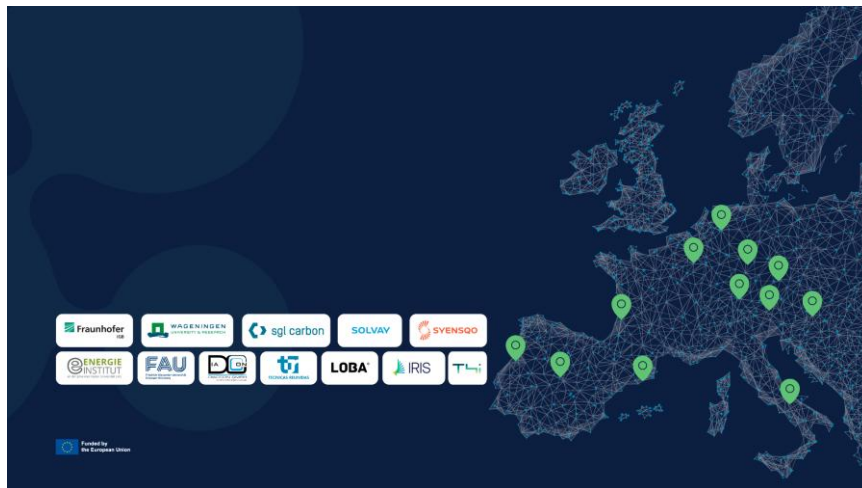 Fraunhofer
IGB
WAGENINGEN
UNIVERSITY & RESEARCH
sgl carbon
SOLVAY
SYENSQO
ENERGIE
INSTITUT
FAU
TECNICAS REUNIDAS
LOBA
IRIS
Funded by
the European Union